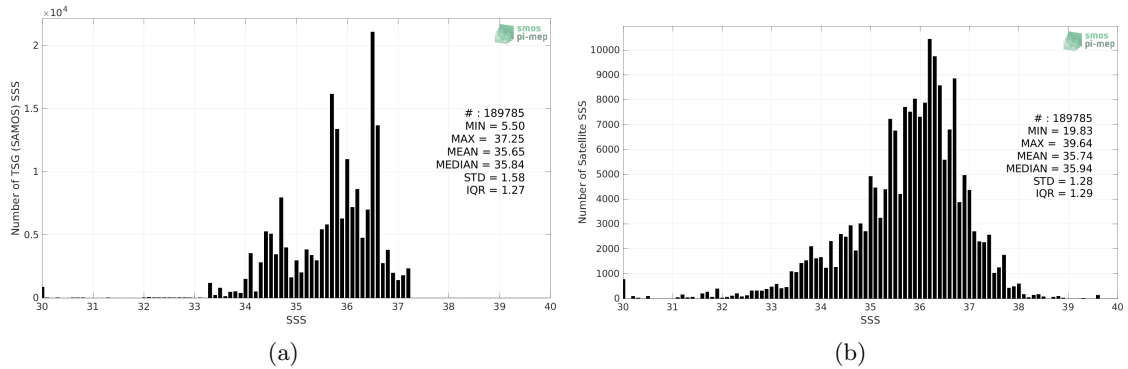 ×10⁴
2
1.5
1
0.5
0
Number of TSG (SAMOS) SSS
30 31 32 33 34 35 36 37 38 39 40
SSS
smos
pi-mep
# : 189785
MIN = 5.50
MAX = 37.25
MEAN = 35.65
MEDIAN = 35.84
STD = 1.58
IQR = 1.27
(a)
10000
9000
8000
7000
6000
5000
4000
3000
2000
1000
0
Number of Satellite SSS
30 31 32 33 34 35 36 37 38 39 40
SSS
smos
pi-mep
# : 189785
MIN = 19.83
MAX = 39.64
MEAN = 35.74
MEDIAN = 35.94
STD = 1.28
IQR = 1.29
(b)